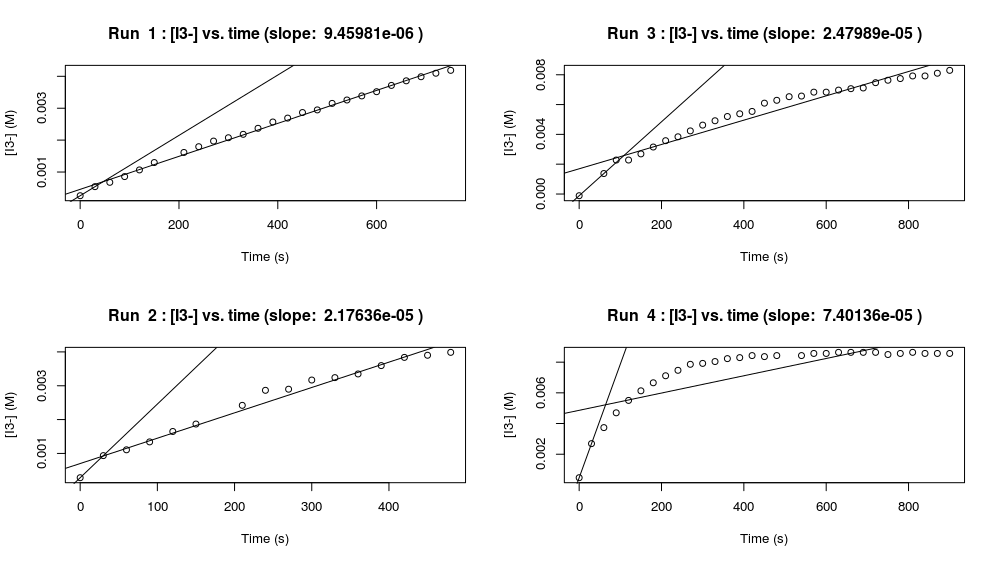 Run 1 : [I3-] vs. time (slope: 9.45981e-06 )
[I3-] (M)
0.003
0.001
0 200 400 600
Time (s)
Run 3 : [I3-] vs. time (slope: 2.47989e-05 )
[I3-] (M)
0.008
0.004
0.000
0 200 400 600 800
Time (s)
Run 2 : [I3-] vs. time (slope: 2.17636e-05 )
[I3-] (M)
0.003
0.001
0 100 200 300 400
Time (s)
Run 4 : [I3-] vs. time (slope: 7.40136e-05 )
[I3-] (M)
0.006
0.002
0 200 400 600 800
Time (s)